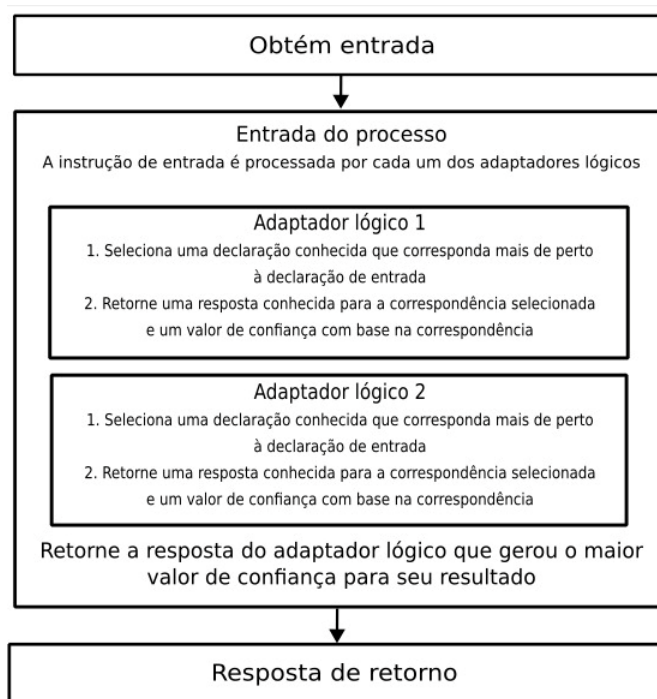 Obtém entrada
Entrada do processo
A instrução de entrada é processada por cada um dos adaptadores lógicos
Adaptador lógico 1
1. Seleciona uma declaração conhecida que corresponda mais de perto
à declaração de entrada
2. Retorne uma resposta conhecida para a correspondência selecionada
e um valor de confiança com base na correspondência
Adaptador lógico 2
1. Seleciona uma declaração conhecida que corresponda mais de perto
à declaração de entrada
2. Retorne uma resposta conhecida para a correspondência selecionada
e um valor de confiança com base na correspondência
Retorne a resposta do adaptador lógico que gerou o maior
valor de confiança para seu resultado
Resposta de retorno